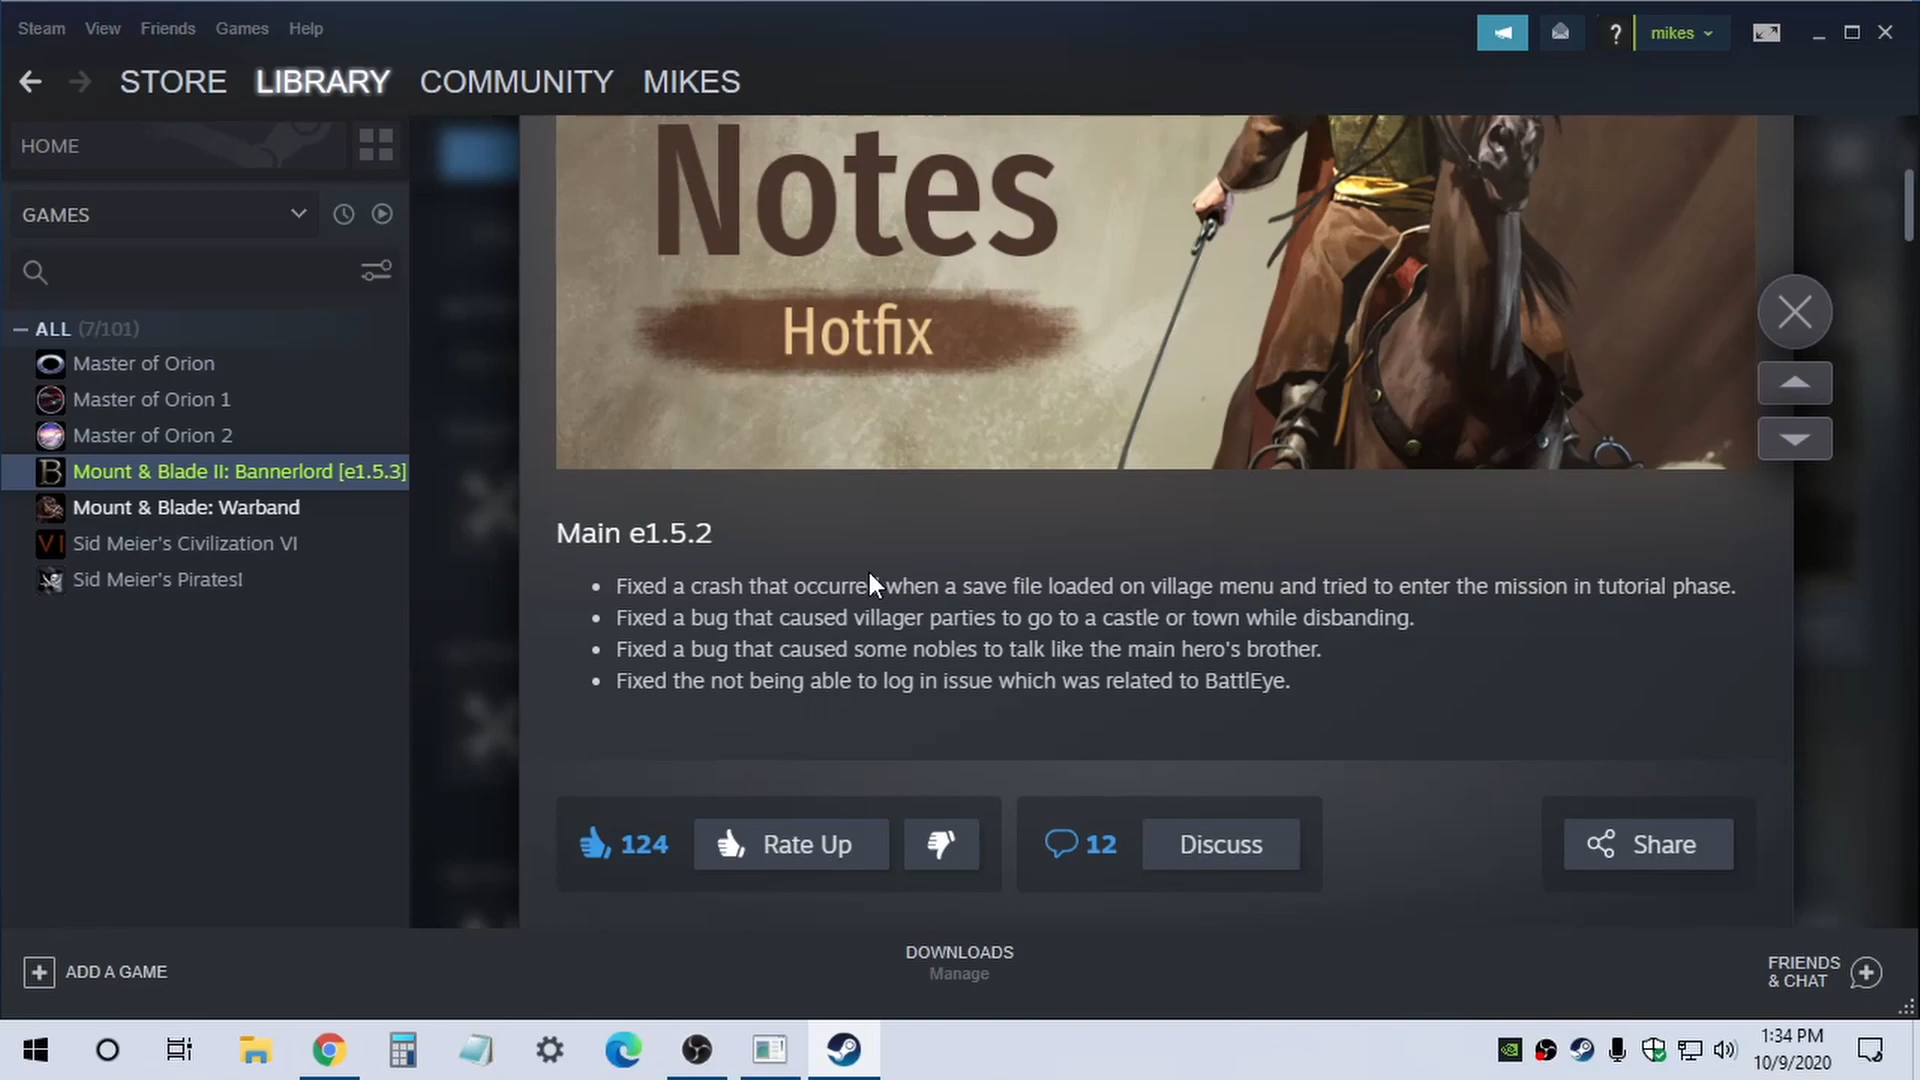 Steam View Friends Games Help
? mikes
STORE LIBRARY COMMUNITY MIKES
HOME
GAMES
ALL (7/101)
Master of Orion
Master of Orion 1
Master of Orion 2
Mount & Blade II: Bannerlord [e1.5.3]
Mount & Blade: Warband
Sid Meier's Civilization VI
Sid Meier's Pirates!
Notes
Hotfix
Main e1.5.2
• Fixed a crash that occurred when a save file loaded on village menu and tried to enter the mission in tutorial phase.
• Fixed a bug that caused villager parties to go to a castle or town while disbanding.
• Fixed a bug that caused some nobles to talk like the main hero's brother.
• Fixed the not being able to log in issue which was related to BattlEye.
124 Rate Up 12 Discuss Share
ADD A GAME
DOWNLOADS
Manage
FRIENDS
& CHAT
1:34 PM
10/9/2020